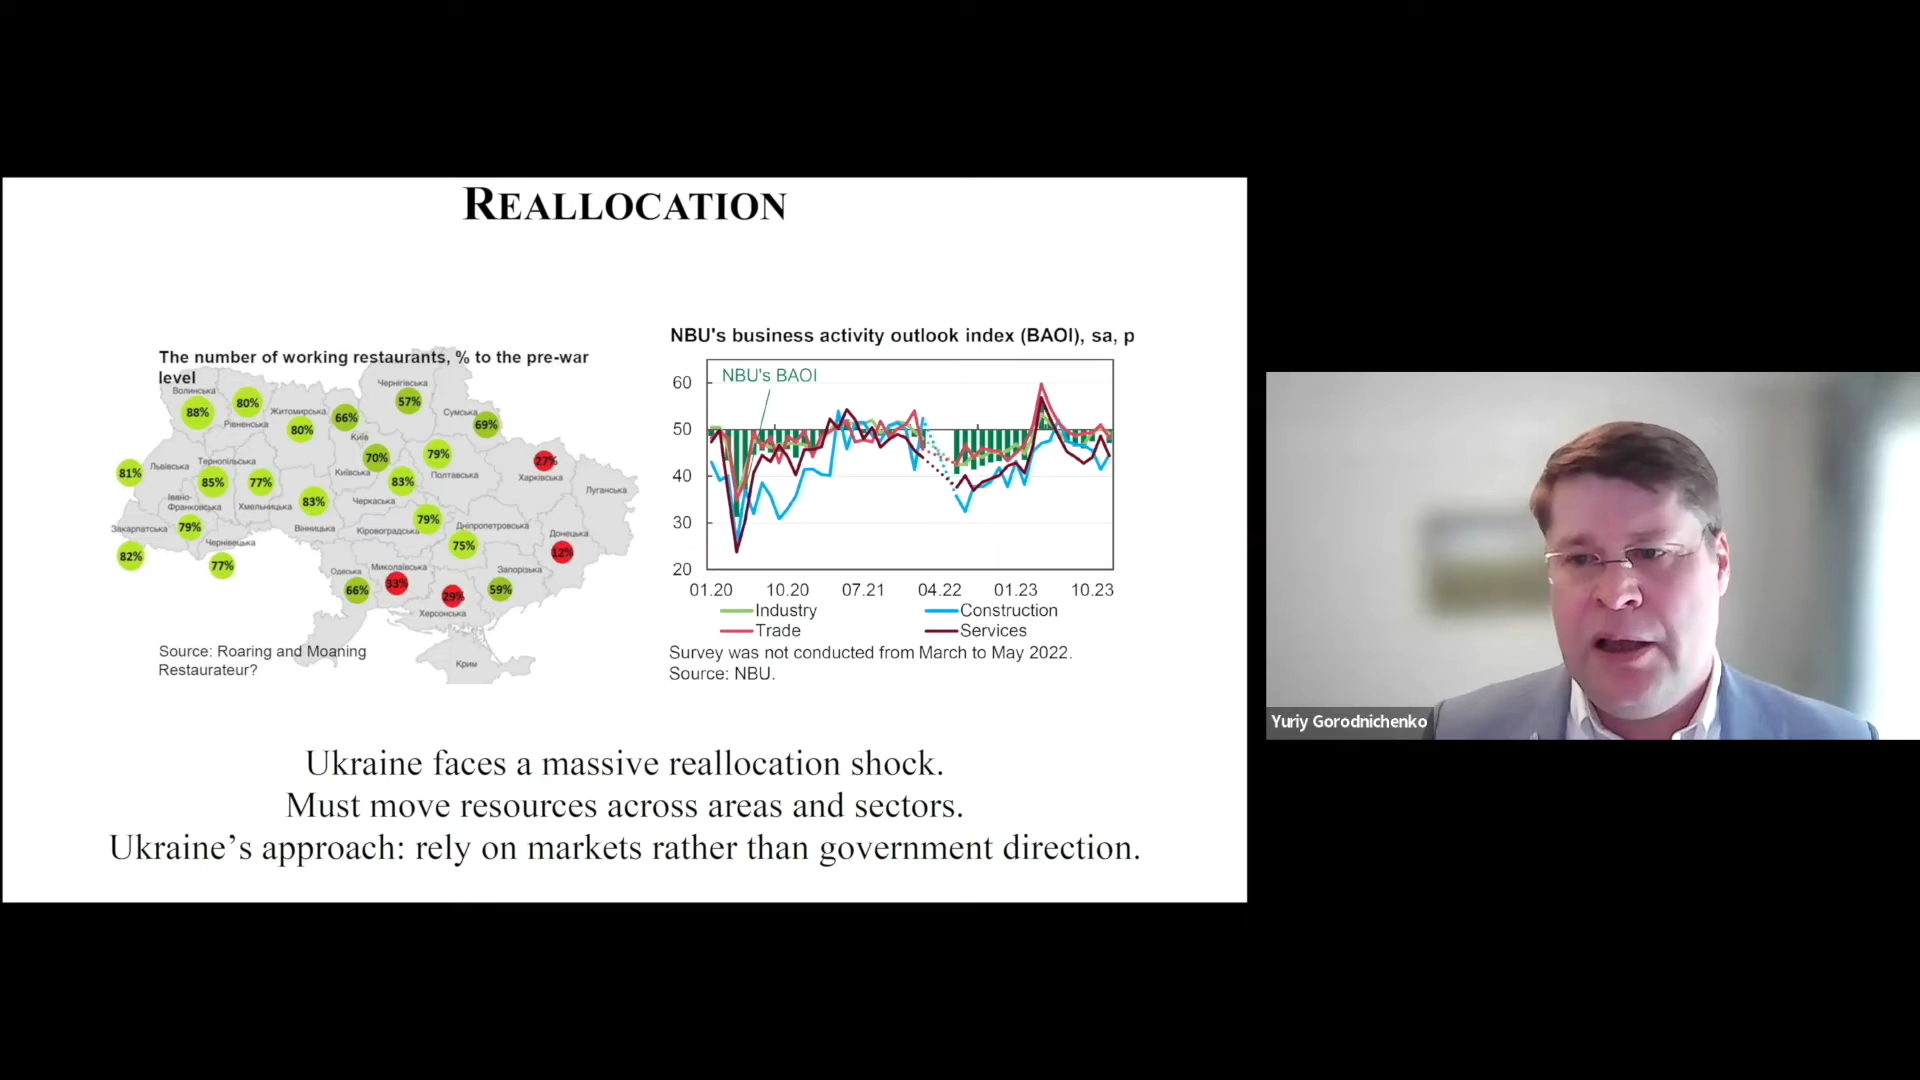 REALLOCATION
The number of working restaurants, % to the pre-war
level
Волинська
88%
80%
Рівненська
Житомирська
80%
66%
Київ
Чернігівська
57%
Сумська
69%
81%
Львівська
Тернопільська
85%
77%
Хмельницька
Київська
70%
79%
Полтавська
27%
Харківська
Луганська
83%
Черкаська
83%
Вінницька
Івано-
Франковська
79%
Закарпатська
82%
Чернівецька
77%
Кіровоградська
79%
Дніпропетровська
75%
Донецька
12%
Одеська
66%
Миколаївська
33%
29%
Херсонська
Запорізька
59%
Крим
Source: Roaring and Moaning
Restaurateur?
NBU's business activity outlook index (BAOI), sa, p
NBU's BAOI
60
50
40
30
20
01.20 10.20 07.21 04.22 01.23 10.23
Industry Construction
Trade Services
Survey was not conducted from March to May 2022.
Source: NBU.
Ukraine faces a massive reallocation shock.
Must move resources across areas and sectors.
Ukraine’s approach: rely on markets rather than government direction.
Yuriy Gorodnichenko